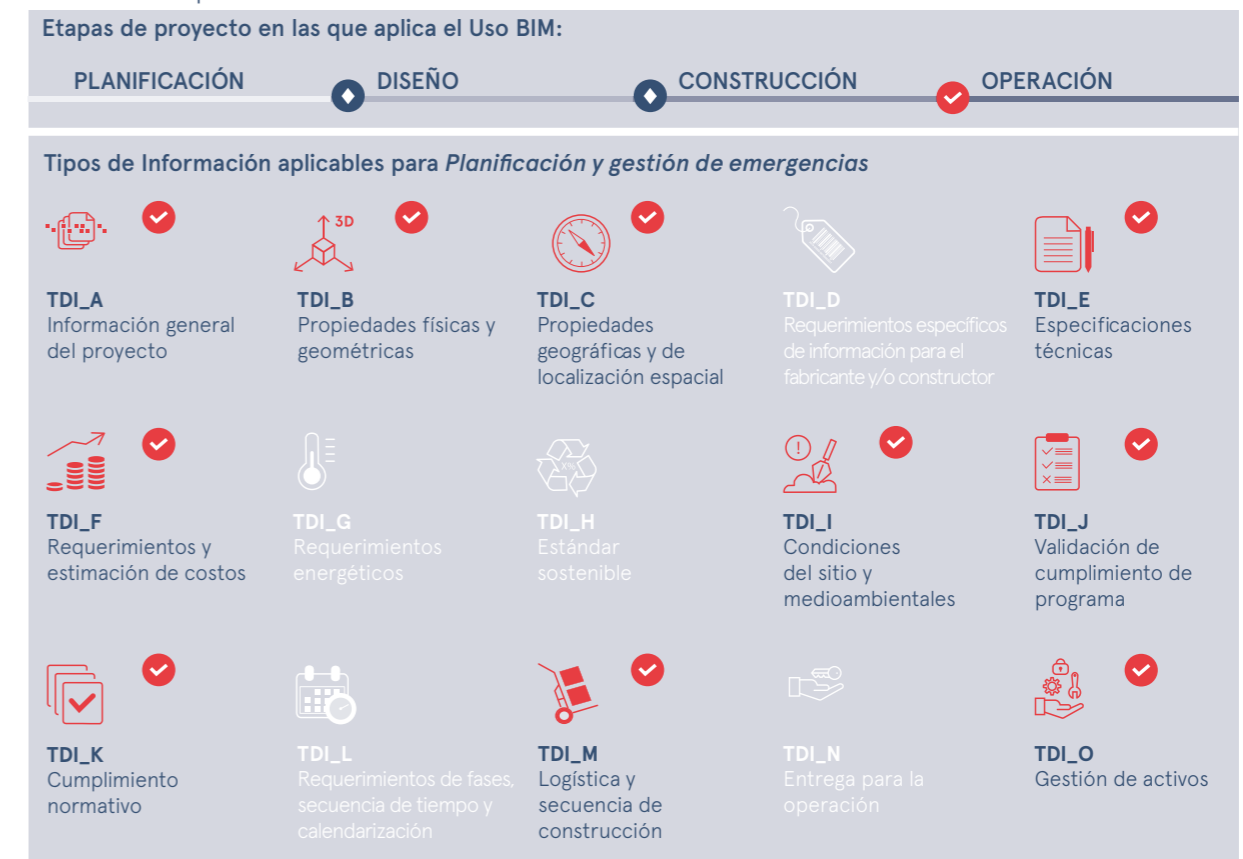 Etapas de proyecto en las que aplica el Uso BIM:
PLANIFICACIÓN DISEÑO CONSTRUCCIÓN OPERACIÓN
Tipos de Información aplicables para Planificación y gestión de emergencias
TDI_A
Información general
del proyecto
3D
TDI_B
Propiedades físicas y
geométricas
TDI_C
Propiedades
geográficas y de
localización espacial
TDI_D
Requerimientos específicos
de información para el
fabricante y/o constructor
TDI_E
Especificaciones
técnicas
TDI_F
Requerimientos y
estimación de costos
TDI_G
Requerimientos
energéticos
X%
TDI_H
Estándar
sostenible
TDI_I
Condiciones
del sitio y
medioambientales
TDI_J
Validación de
cumplimiento de
programa
TDI_K
Cumplimiento
normativo
TDI_L
Requerimientos de fases,
secuencia de tiempo y
calendarización
TDI_M
Logística y
secuencia de
construcción
TDI_N
Entrega para la
operación
TDI_O
Gestión de activos